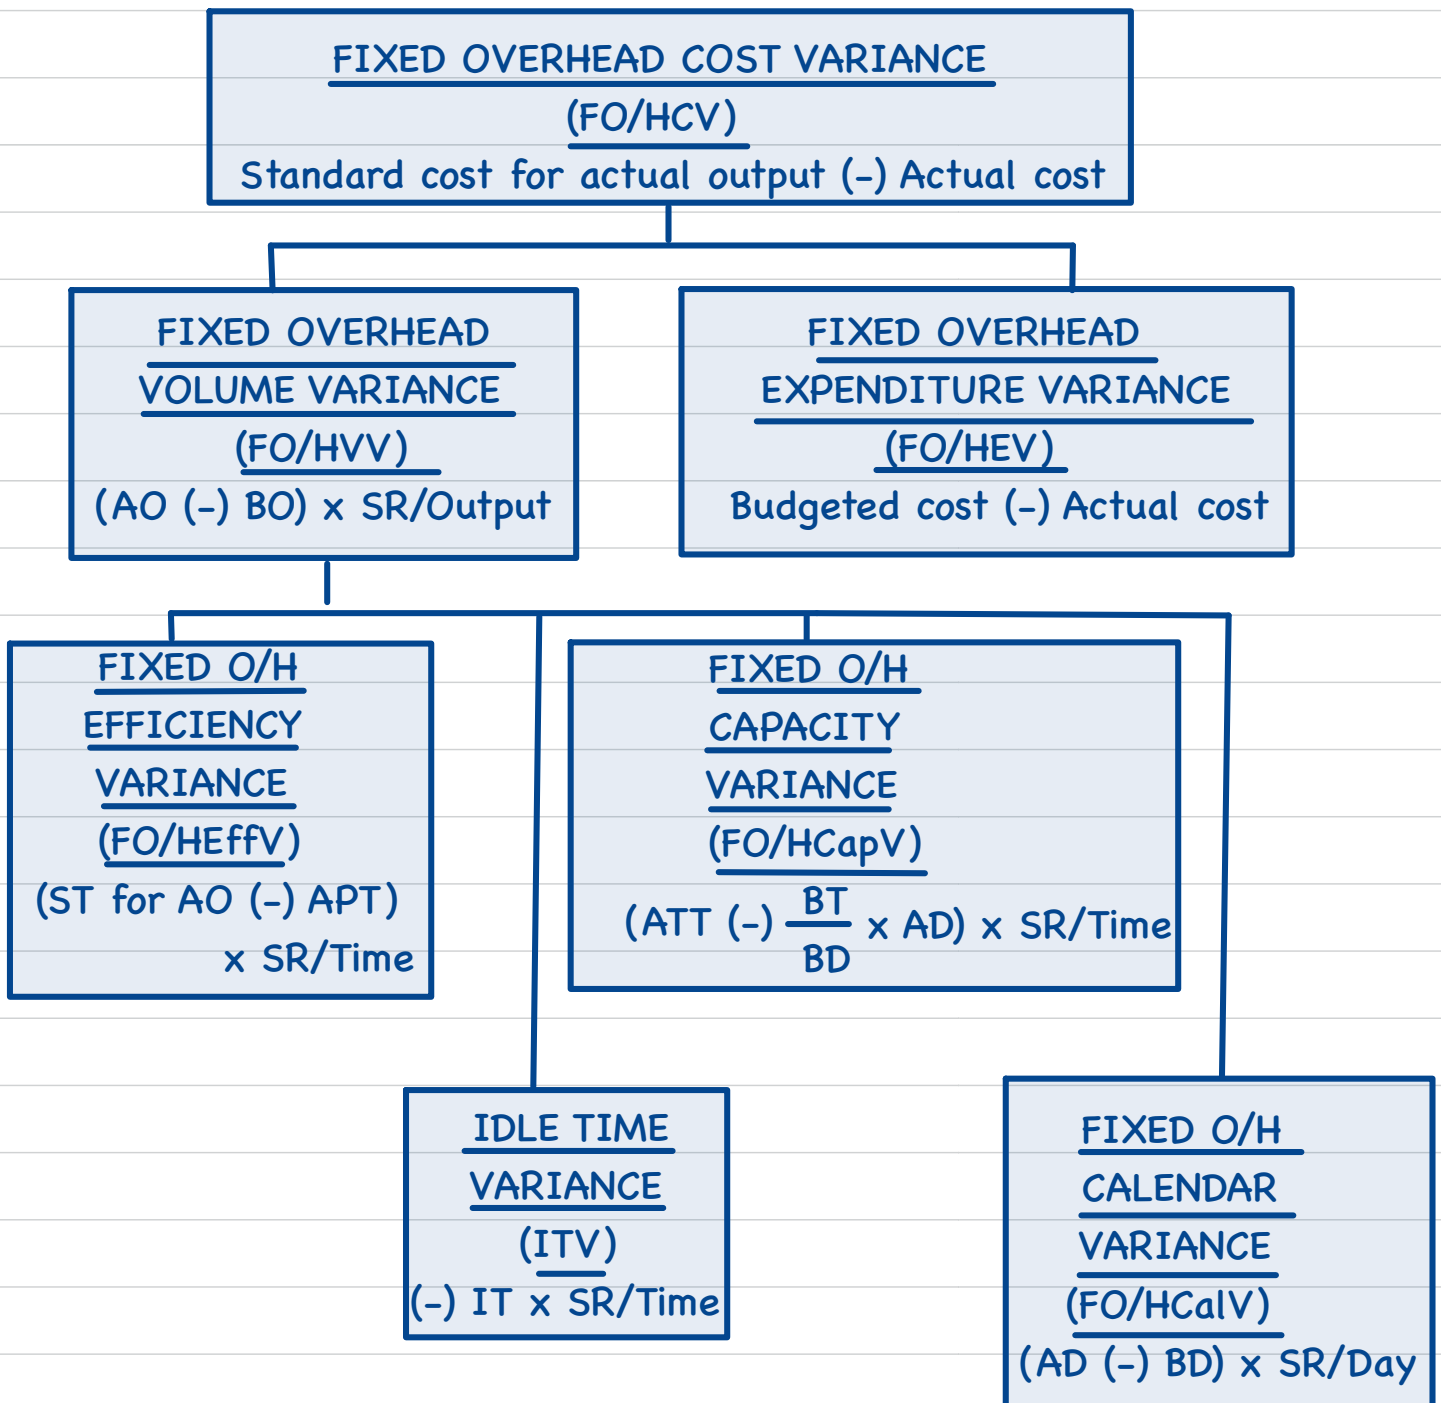 FIXED OVERHEAD COST VARIANCE
(FO/HCV)
Standard cost for actual output (-) Actual cost
FIXED OVERHEAD
VOLUME VARIANCE
(FO/HVV)
(AO (-) BO) x SR/Output
FIXED OVERHEAD
EXPENDITURE VARIANCE
(FO/HEV)
Budgeted cost (-) Actual cost
FIXED O/H
EFFICIENCY
VARIANCE
(FO/HEffV)
(ST for AO (-) APT)
x SR/Time
FIXED O/H
CAPACITY
VARIANCE
(FO/HCapV)
BT
(ATT (-) x AD) x SR/Time
BD
IDLE TIME
VARIANCE
(ITV)
(-) IT x SR/Time
FIXED O/H
CALENDAR
VARIANCE
(FO/HCalV)
(AD (-) BD) x SR/Day